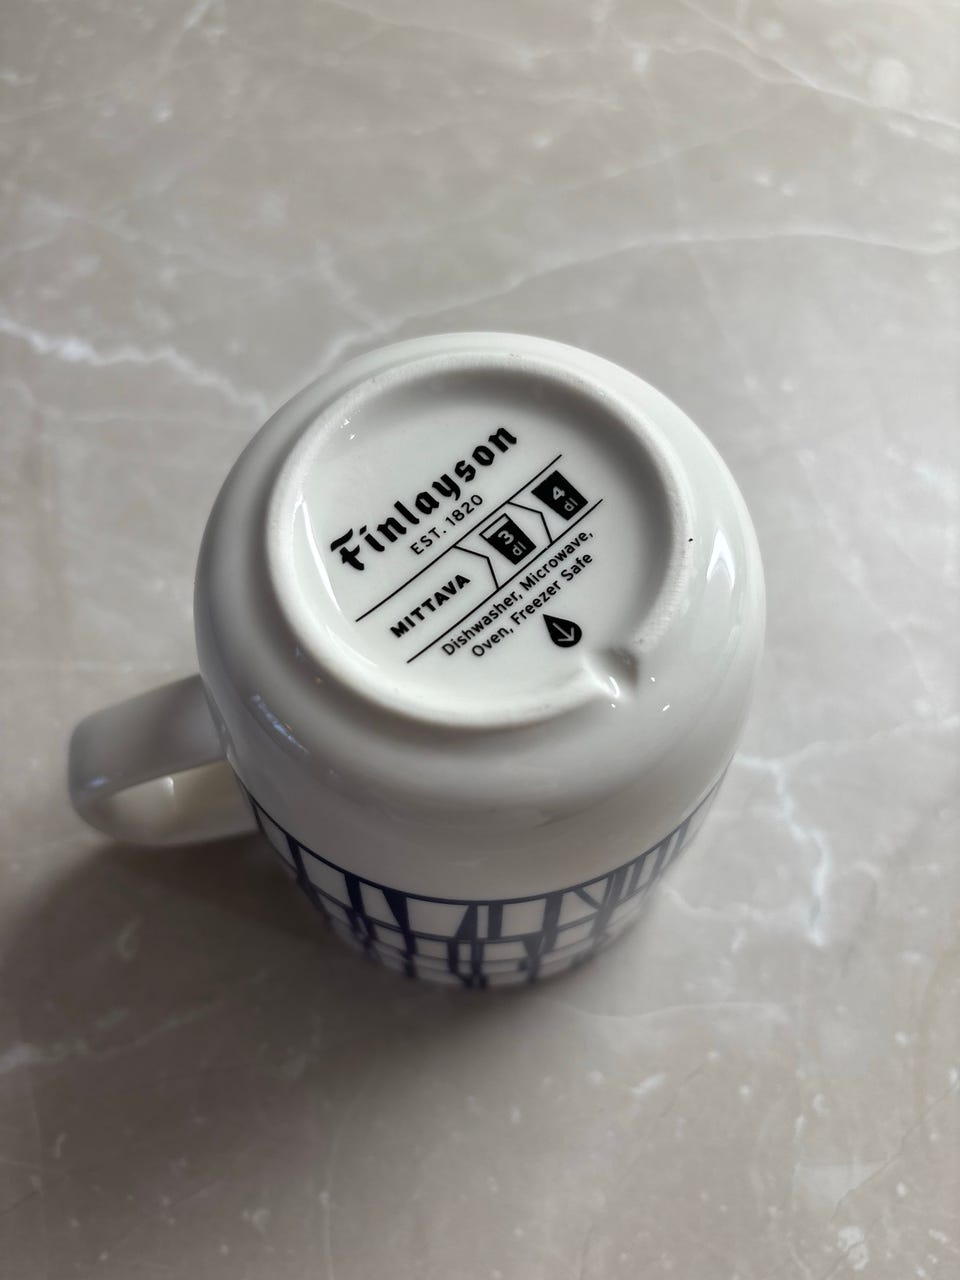 Finlayson
EST. 1820
MITTAVA 3 dl 4 dl
Dishwasher, Microwave,
Oven, Freezer Safe